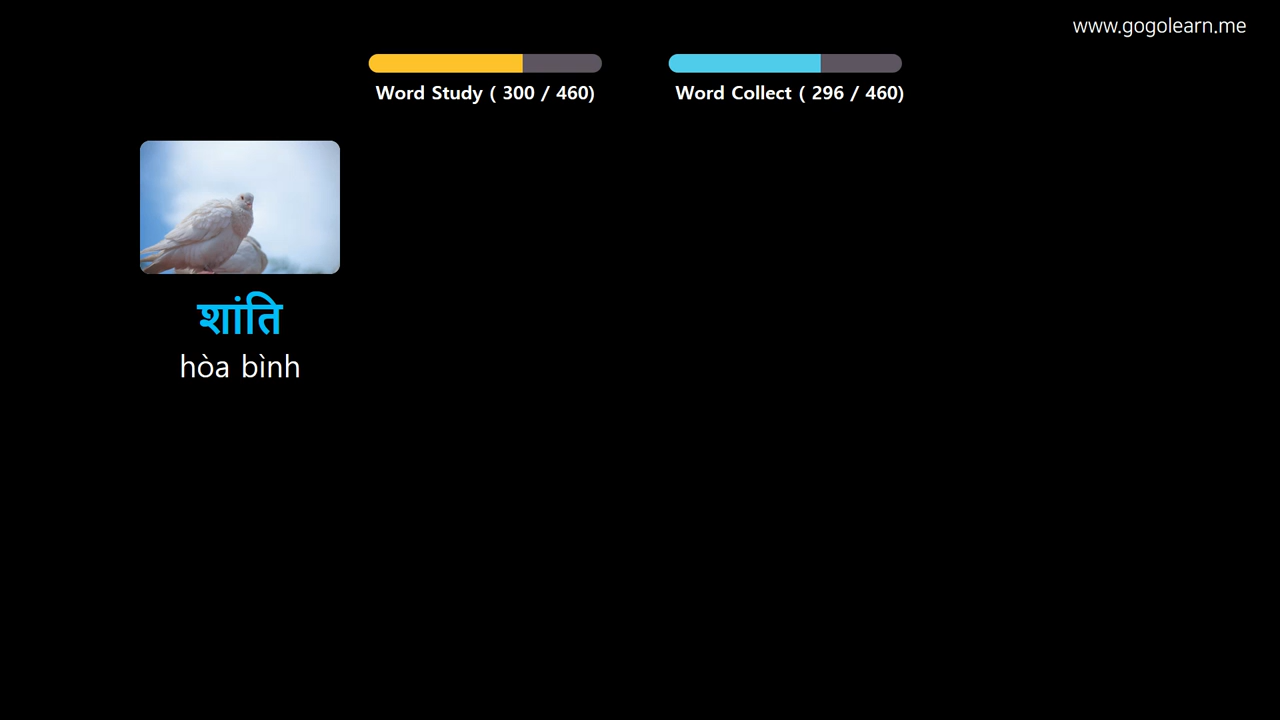 www.gogolearn.me
Word Study ( 300 / 460)
Word Collect ( 296 / 460)
शांति
hòa bình